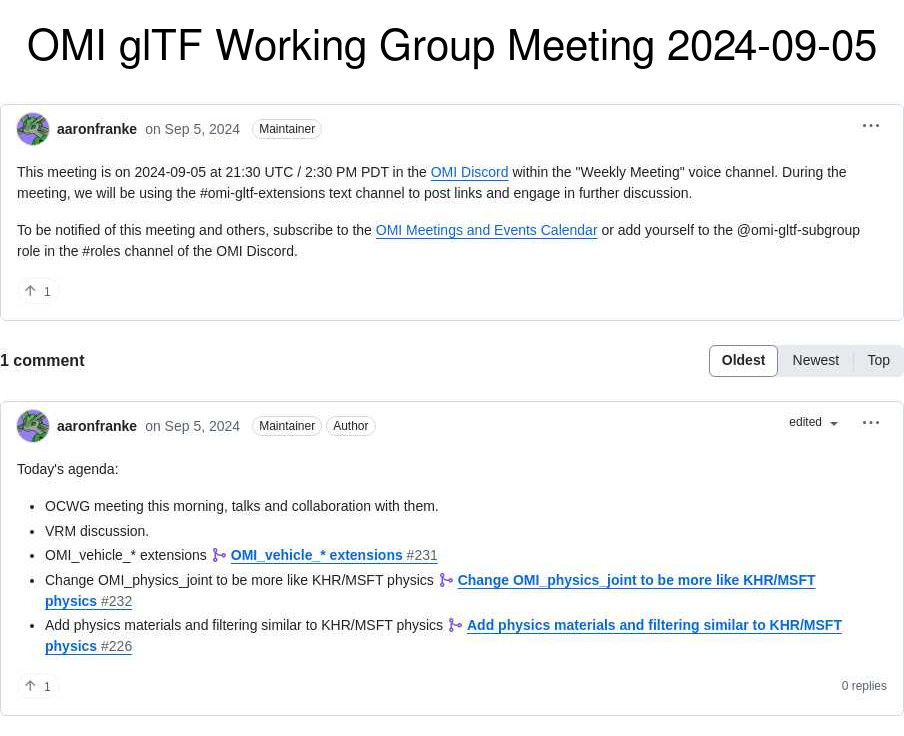 OMI glTF Working Group Meeting 2024-09-05
aaronfranke on Sep 5, 2024 Maintainer
This meeting is on 2024-09-05 at 21:30 UTC / 2:30 PM PDT in the OMI Discord within the "Weekly Meeting" voice channel. During the
meeting, we will be using the #omi-gltf-extensions text channel to post links and engage in further discussion.
To be notified of this meeting and others, subscribe to the OMI Meetings and Events Calendar or add yourself to the @omi-gltf-subgroup
role in the #roles channel of the OMI Discord.
↑ 1
1 comment Oldest Newest Top
aaronfranke on Sep 5, 2024 Maintainer Author edited
Today's agenda:
• OCWG meeting this morning, talks and collaboration with them.
• VRM discussion.
• OMI_vehicle_* extensions OMI_vehicle_* extensions #231
• Change OMI_physics_joint to be more like KHR/MSFT physics Change OMI_physics_joint to be more like KHR/MSFT
physics #232
• Add physics materials and filtering similar to KHR/MSFT physics Add physics materials and filtering similar to KHR/MSFT
physics #226
↑ 1 0 replies